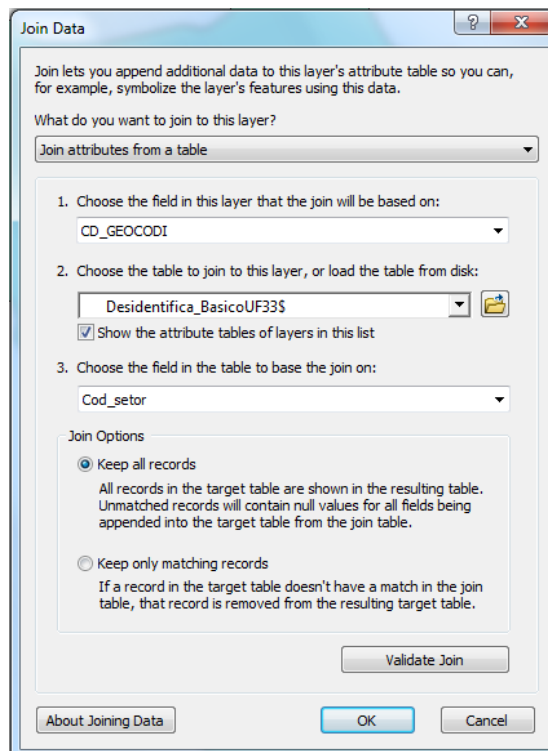 Join Data
Join lets you append additional data to this layer's attribute table so you can,
for example, symbolize the layer's features using this data.
What do you want to join to this layer?
Join attributes from a table
1. Choose the field in this layer that the join will be based on:
CD_GEOCODI
2. Choose the table to join to this layer, or load the table from disk:
Desidentifica_BasicoUF33$
Show the attribute tables of layers in this list
3. Choose the field in the table to base the join on:
Cod_setor
Join Options
Keep all records
All records in the target table are shown in the resulting table.
Unmatched records will contain null values for all fields being
appended into the target table from the join table.
Keep only matching records
If a record in the target table doesn't have a match in the join
table, that record is removed from the resulting target table.
Validate Join
About Joining Data
OK
Cancel